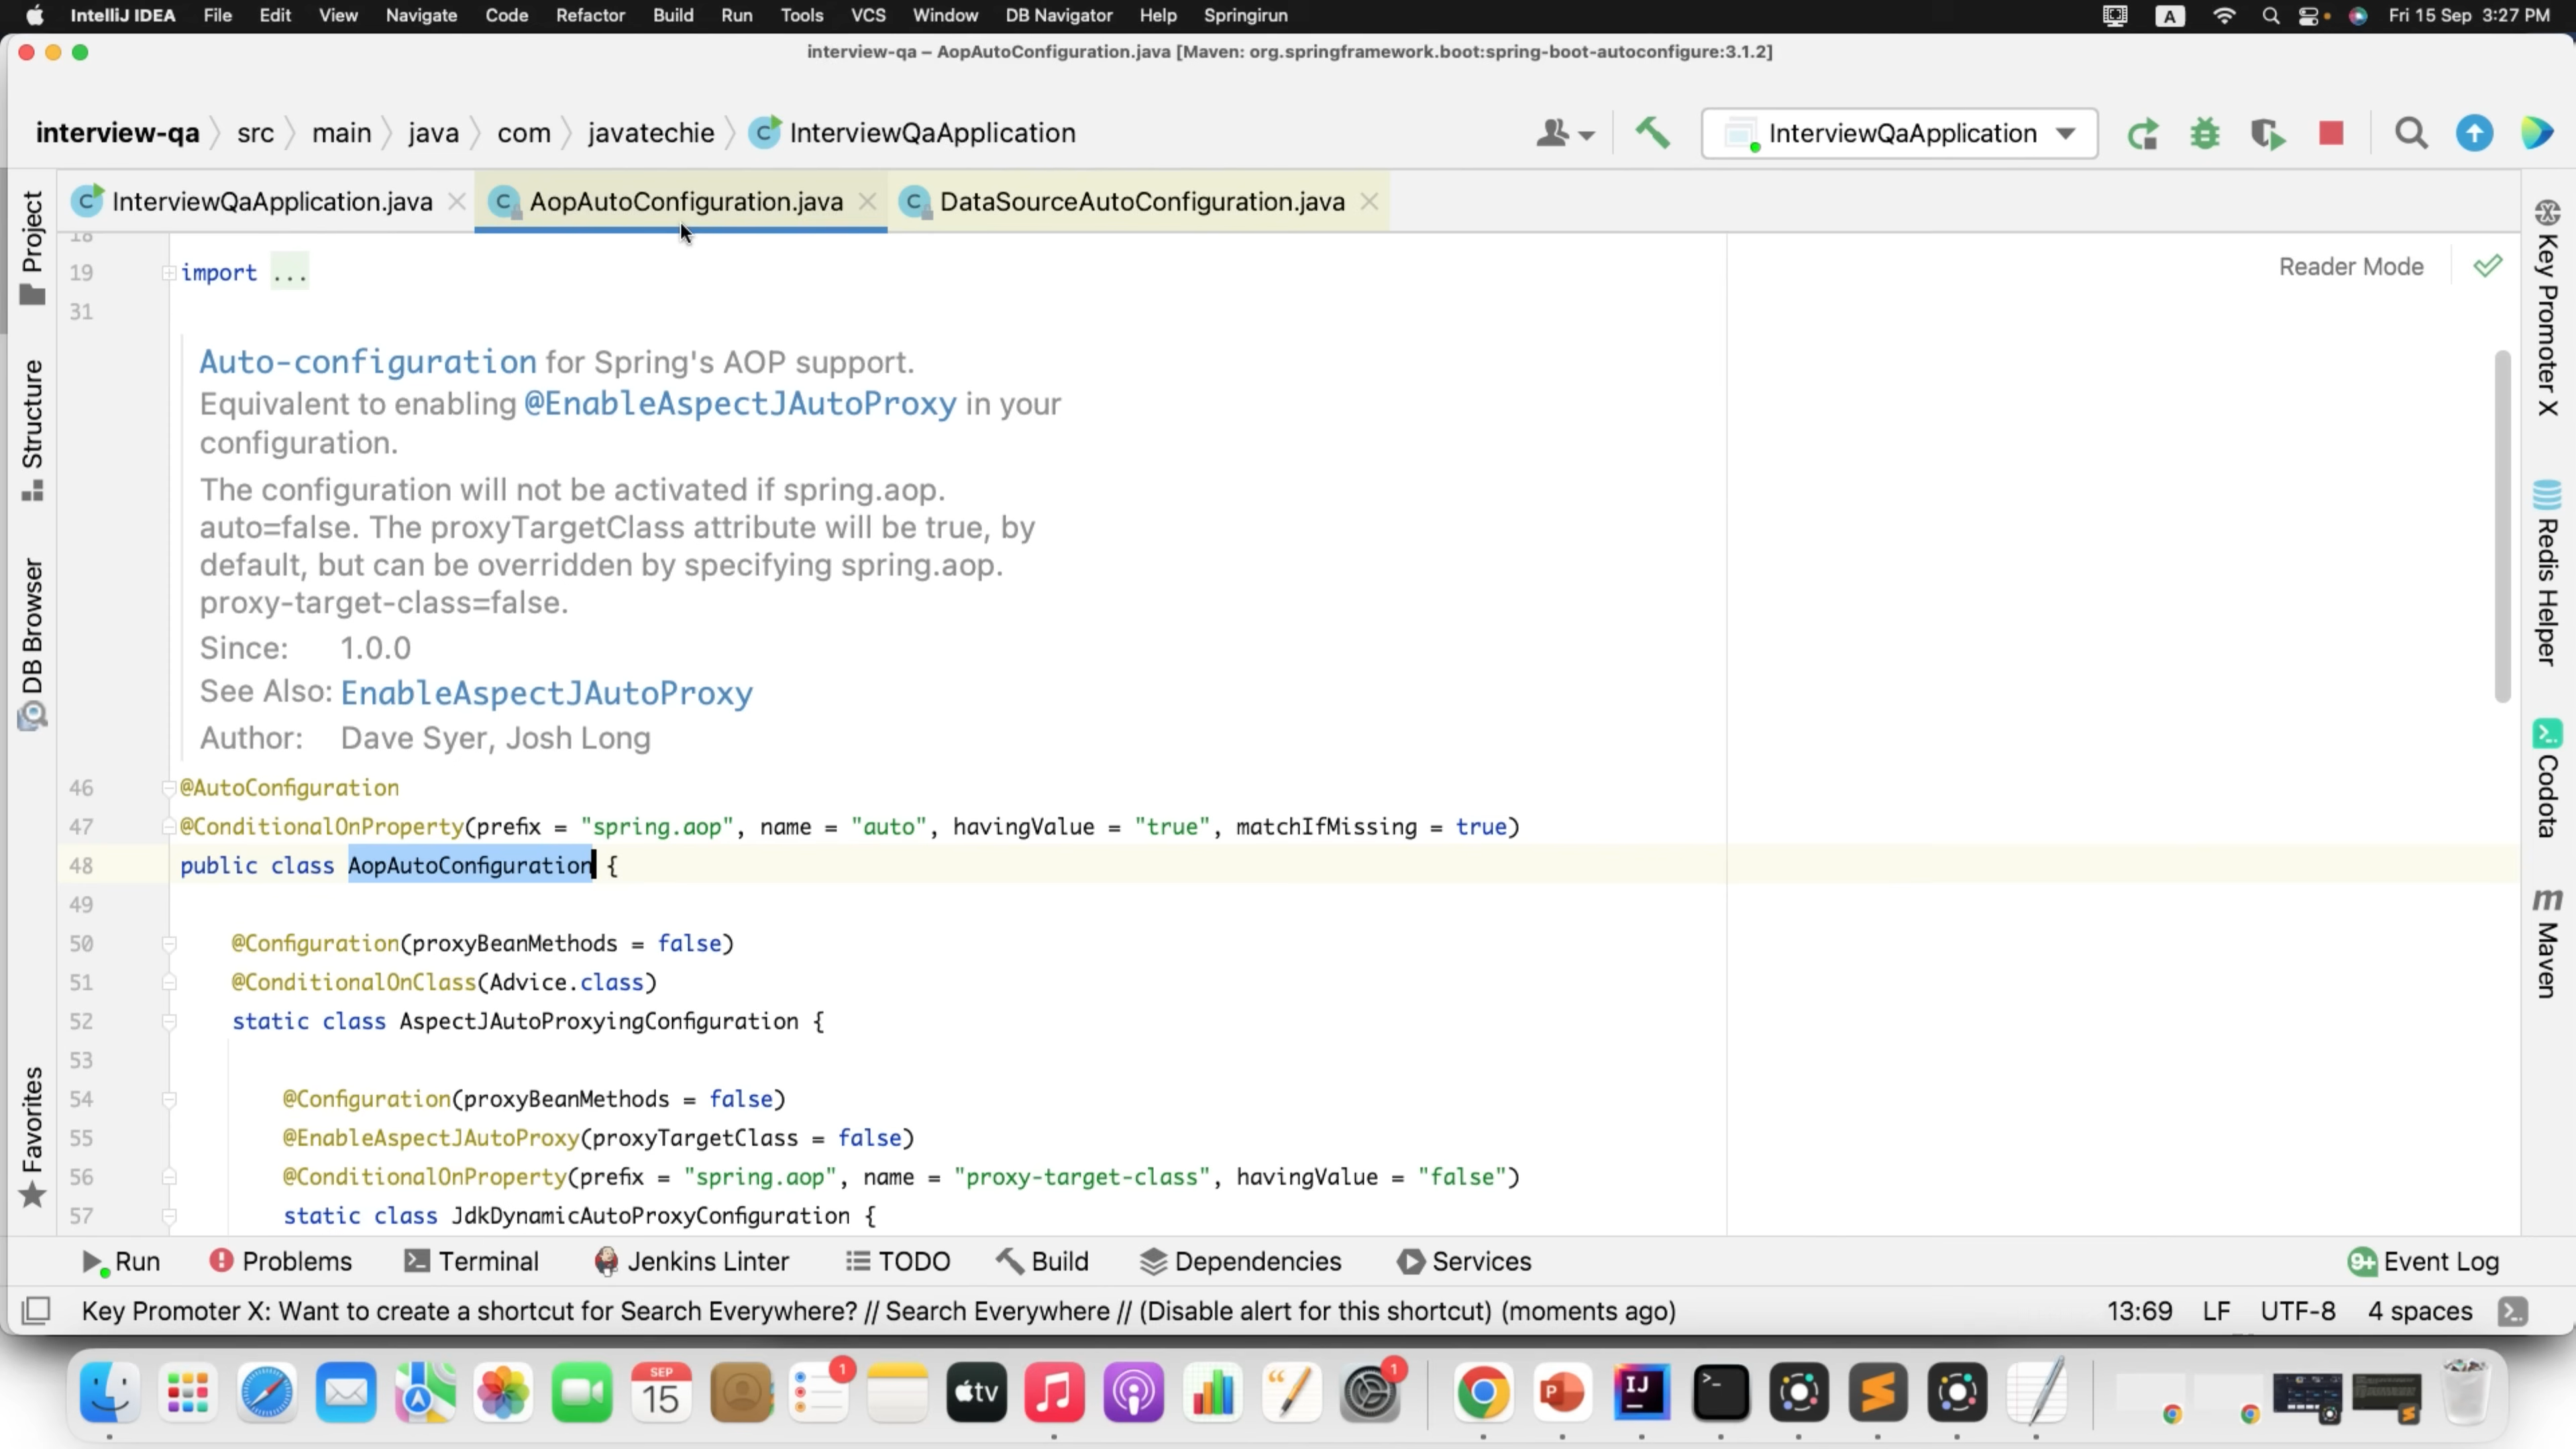 IntelliJ IDEA File Edit View Navigate Code Refactor Build Run Tools VCS Window DB Navigator Help Springirun A Fri 15 Sep 3:27 PM
interview-qa – AopAutoConfiguration.java [Maven: org.springframework.boot:spring-boot-autoconfigure:3.1.2]
interview-qa src main java com javatechie C InterviewQaApplication InterviewQaApplication
C InterviewQaApplication.java C AopAutoConfiguration.java C DataSourceAutoConfiguration.java
Project
Structure
DB Browser
Favorites
18
19 import ...
Reader Mode
31
Auto-configuration for Spring's AOP support.
Equivalent to enabling @EnableAspectJAutoProxy in your
configuration.
The configuration will not be activated if spring.aop.
auto=false. The proxyTargetClass attribute will be true, by
default, but can be overridden by specifying spring.aop.
proxy-target-class=false.
Since: 1.0.0
See Also: EnableAspectJAutoProxy
Author: Dave Syer, Josh Long
46 @AutoConfiguration
47 @ConditionalOnProperty(prefix = "spring.aop", name = "auto", havingValue = "true", matchIfMissing = true)
48 public class AopAutoConfiguration {
49
50 @Configuration(proxyBeanMethods = false)
51 @ConditionalOnClass(Advice.class)
52 static class AspectJAutoProxyingConfiguration {
53
54 @Configuration(proxyBeanMethods = false)
55 @EnableAspectJAutoProxy(proxyTargetClass = false)
56 @ConditionalOnProperty(prefix = "spring.aop", name = "proxy-target-class", havingValue = "false")
57 static class JdkDynamicAutoProxyConfiguration {
Key Promoter X
Redis Helper
Codota
m Maven
Run Problems Terminal Jenkins Linter TODO Build Dependencies Services 9+ Event Log
Key Promoter X: Want to create a shortcut for Search Everywhere? // Search Everywhere // (Disable alert for this shortcut) (moments ago) 13:69 LF UTF-8 4 spaces
SEP
15
1
tv
1
P
IJ